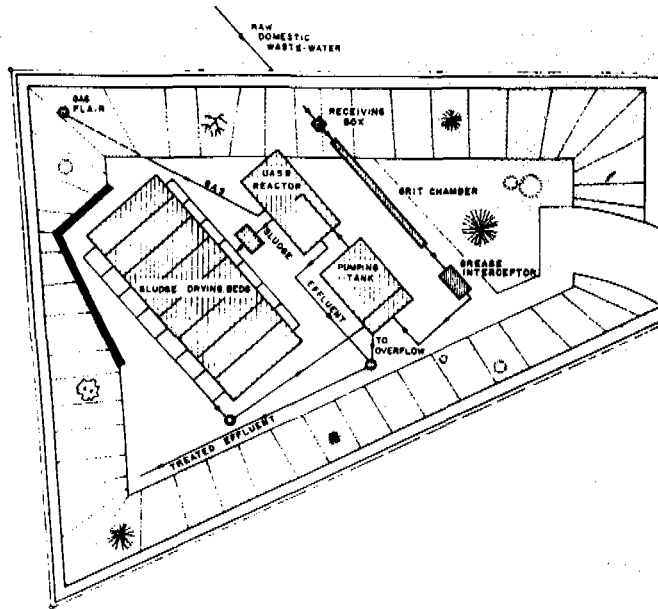 RAW
DOMESTIC
WASTE-WATER
GAS
FLA.R
RECEIVING
BOX
UASB
REACTOR
GAS
GRIT CHAMBER
SLUDGE
GREASE
INTERCEPTOR
PUMPING
TANK
SLUDGE DRYING BEDS
EFFLUENT
TO
OVERFLOW
TREATED EFFLUENT